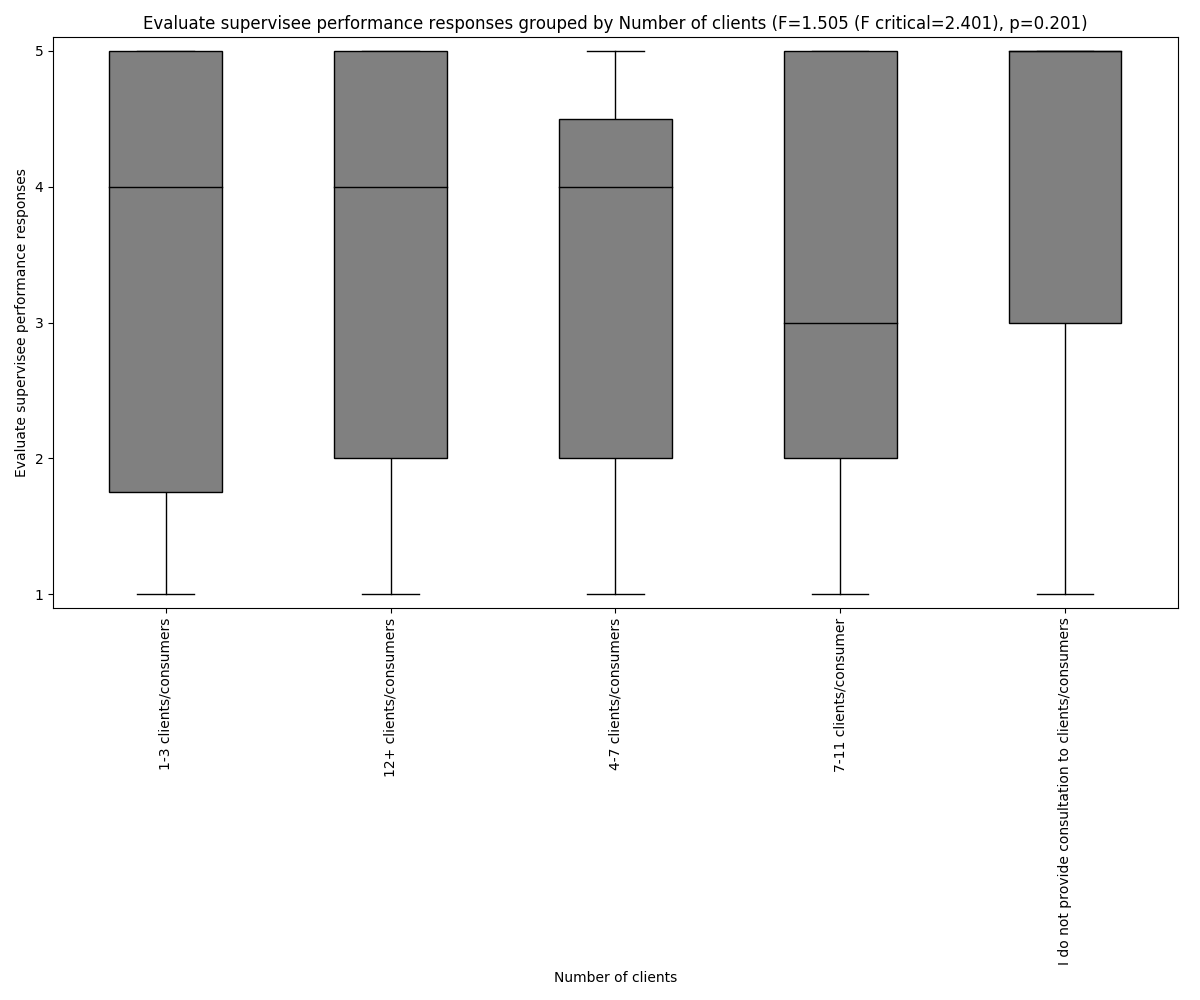 Evaluate supervisee performance responses grouped by Number of clients (F=1.505 (F critical=2.401), p=0.201)
Evaluate supervisee performance responses
5
4
3
2
1
1-3 clients/consumers
12+ clients/consumers
4-7 clients/consumers
7-11 clients/consumer
I do not provide consultation to clients/consumers
Number of clients